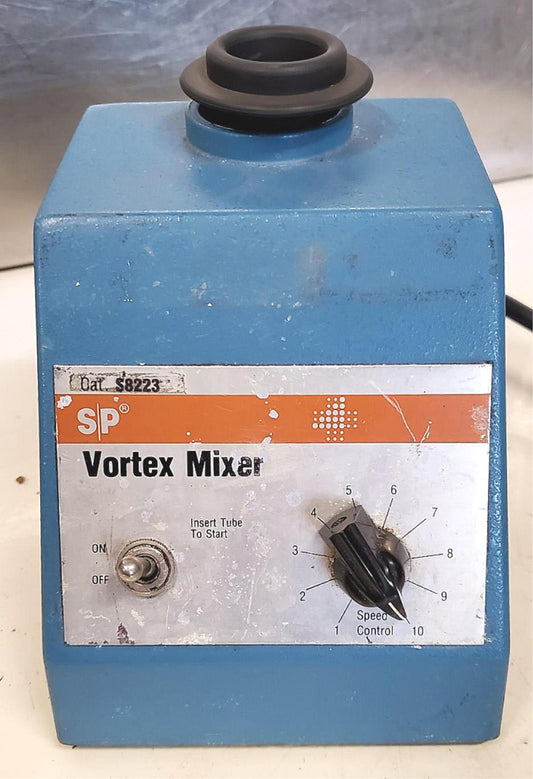 Cat. S8223
S|P®
Vortex Mixer
Insert Tube
To Start
ON
OFF
1
2
3
4
5
6
7
8
9
10
Speed
Control